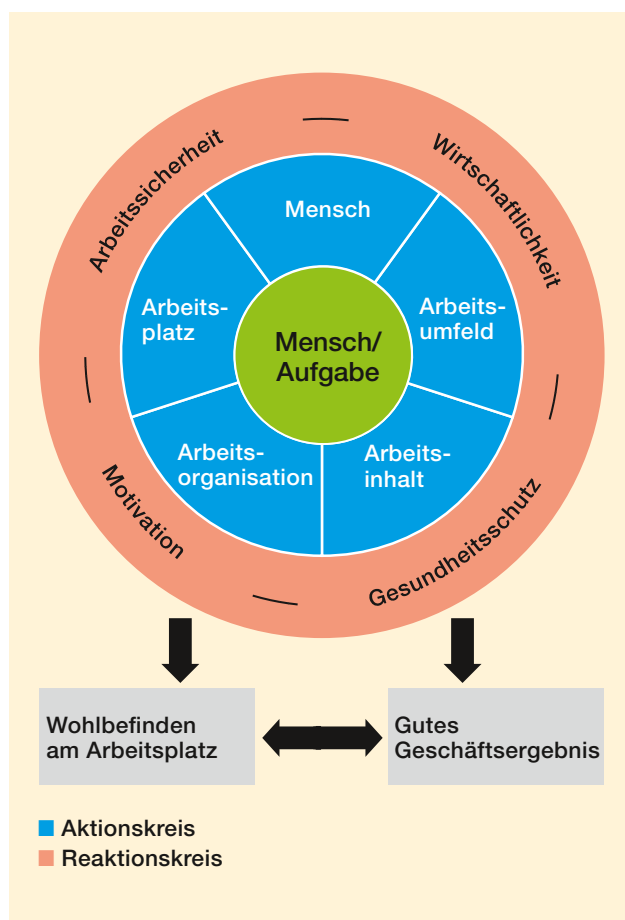 Arbeitssicherheit
Wirtschaftlichkeit
Mensch
Arbeits-
platz
Arbeits-
umfeld
Mensch/
Aufgabe
Arbeits-
organisation
Arbeits-
inhalt
Motivation
Gesundheitsschutz
Wohlbefinden
am Arbeitsplatz
Gutes
Geschäftsergebnis
Aktionskreis
Reaktionskreis